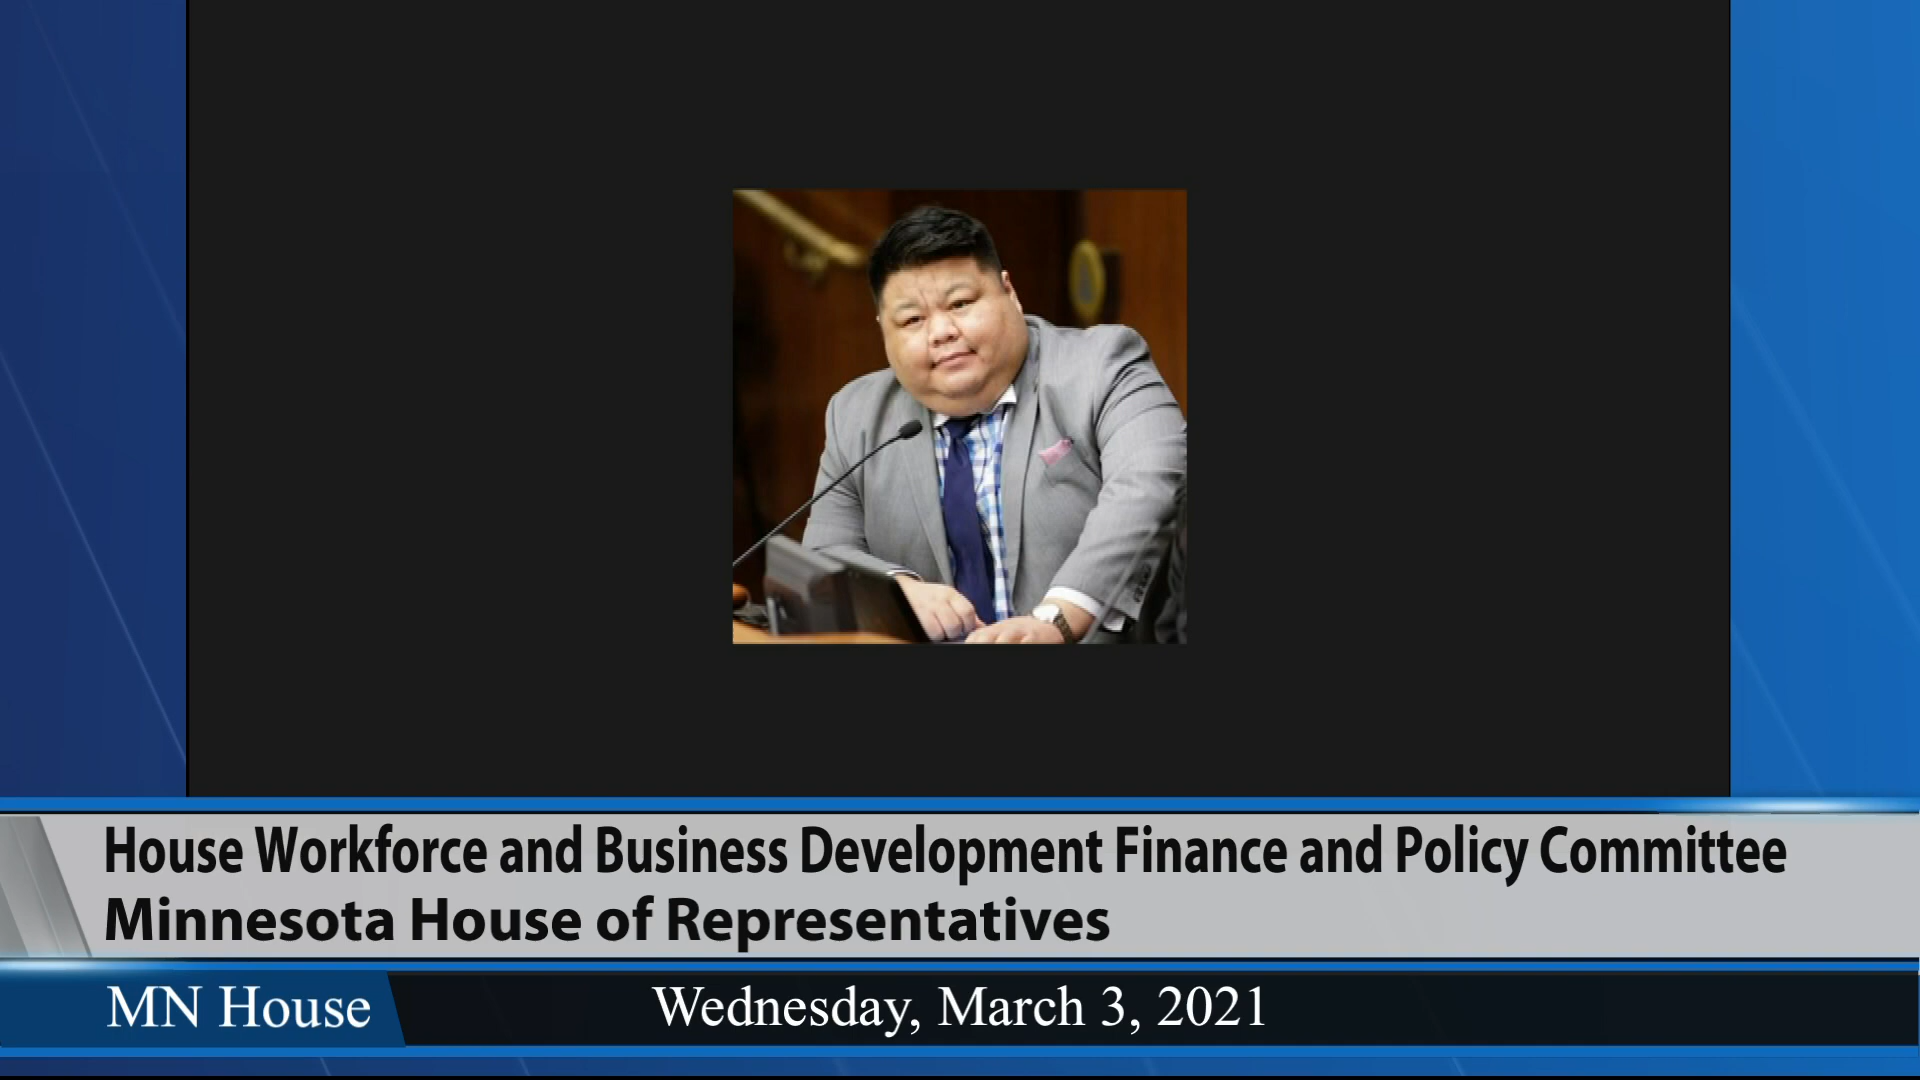 House Workforce and Business Development Finance and Policy Committee
Minnesota House of Representatives
MN House
Wednesday, March 3, 2021